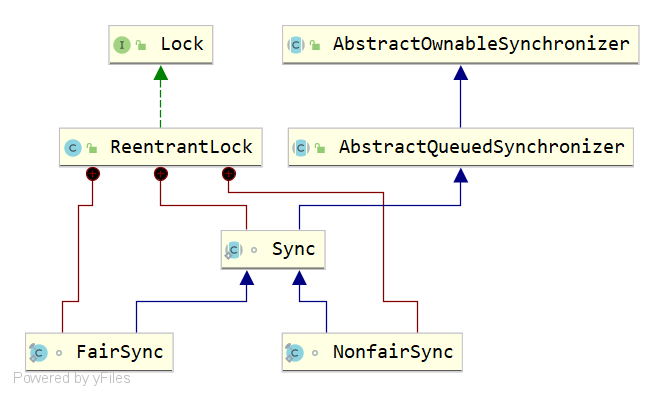 Lock
AbstractOwnableSynchronizer
ReentrantLock
AbstractQueuedSynchronizer
Sync
FairSync
NonfairSync
Powered by yFiles